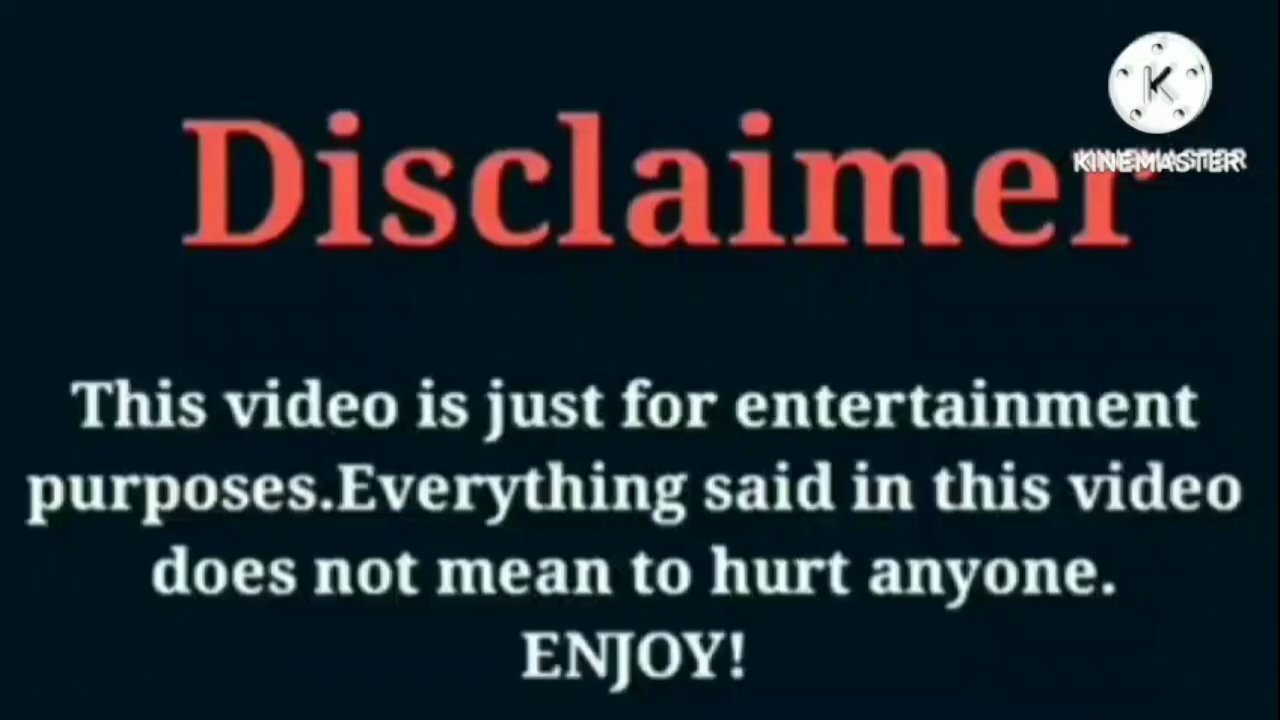 K
KINEMASTER
Disclaimer
This video is just for entertainment
purposes.Everything said in this video
does not mean to hurt anyone.
ENJOY!